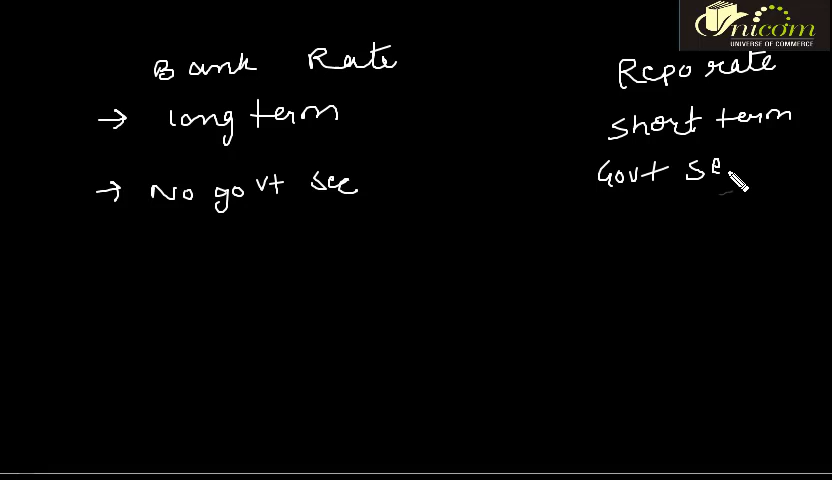 Unicom
UNIVERSE OF COMMERCE
Bank Rate
Repo rate
→ Long term
Short term
→ No govt Sec
Govt Se